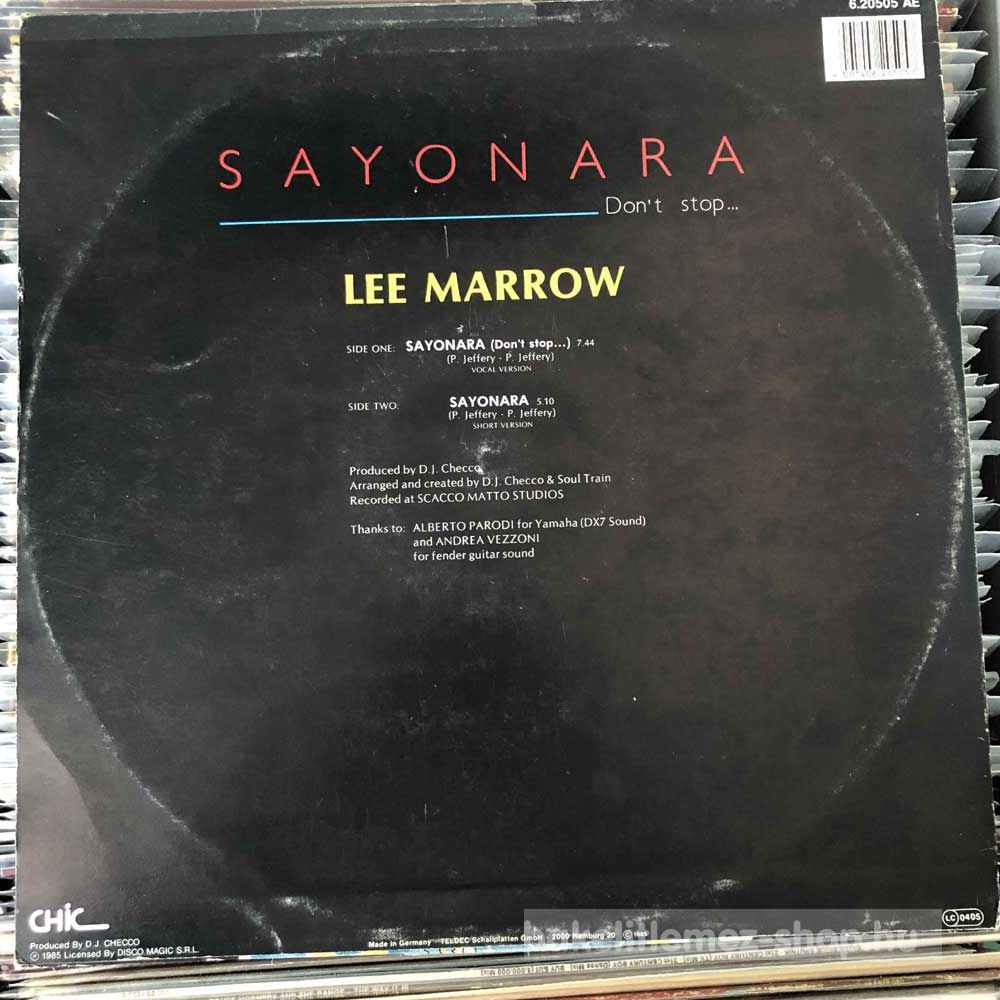 6.20505 AE
SAYONARA
Don't stop...
LEE MARROW
SIDE ONE: SAYONARA (Don't stop...) 7.44
(P. Jeffery - P. Jeffery)
VOCAL VERSION
SIDE TWO: SAYONARA 5.10
(P. Jeffery - P. Jeffery)
SHORT VERSION
Produced by D.J. Checco
Arranged and created by D.J. Checco & Soul Train
Recorded at SCACCO MATTO STUDIOS
Thanks to: ALBERTO PARODI for Yamaha (DX7 Sound)
and ANDREA VEZZONI
for fender guitar sound
CHIC
LC 0405
Produced By D.J. CHECCO
℗ 1985 Licensed By DISCO MAGIC S.R.L.
Made in Germany - TELDEC Schallplatten GmbH - 2000 Hamburg 20 © 1985